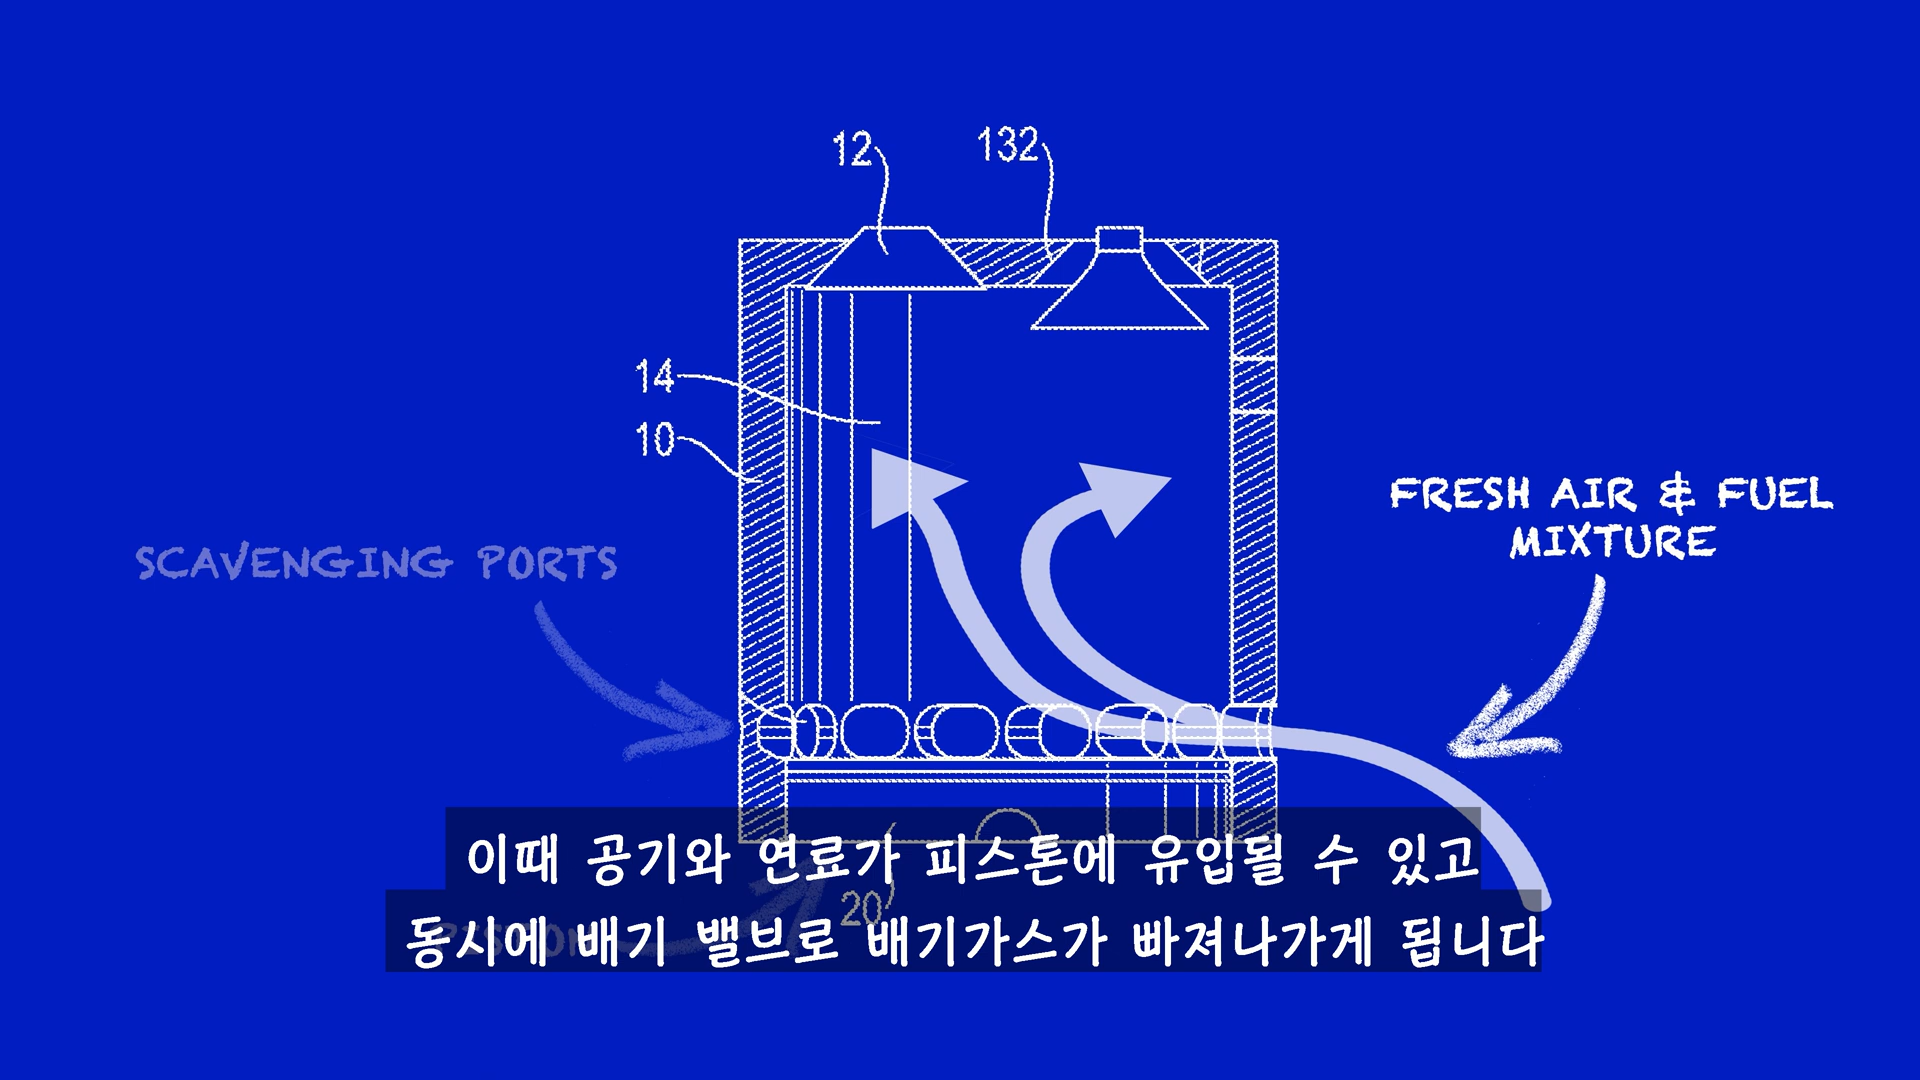 12
132
14
10
FRESH AIR & FUEL
MIXTURE
SCAVENGING PORTS
이때 공기와 연료가 피스톤에 유입될 수 있고
20
동시에 배기 밸브로 배기가스가 빠져나가게 됩니다